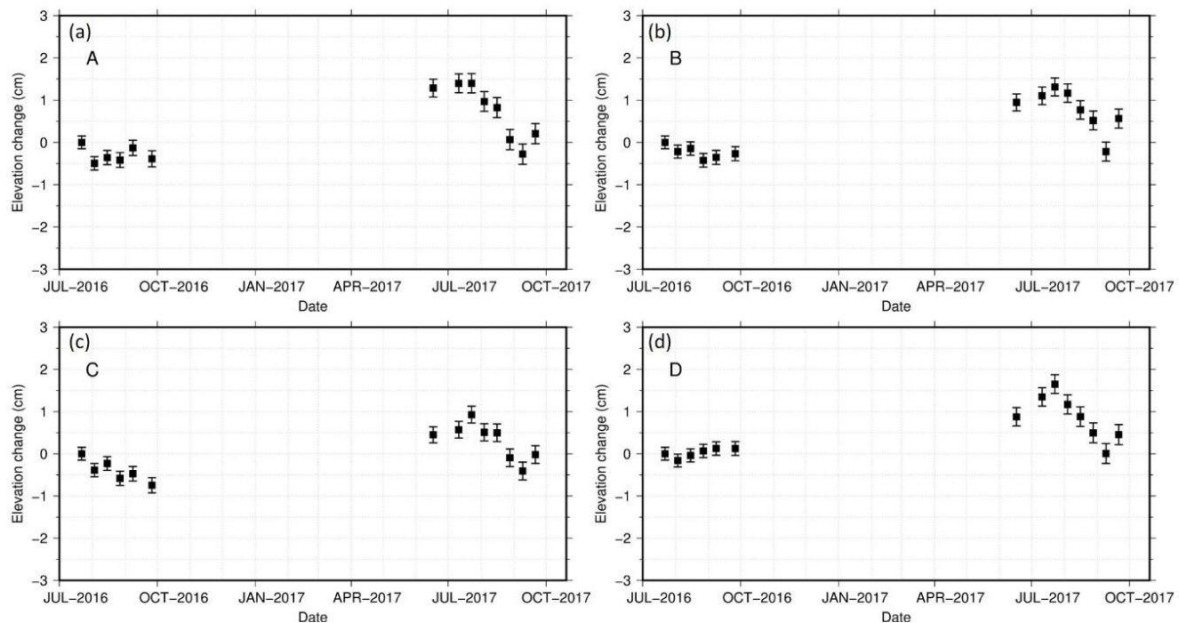 (a)
A
Elevation change (cm)
3
2
1
0
−1
−2
−3
JUL−2016 OCT−2016 JAN−2017 APR−2017 JUL−2017 OCT−2017
Date
(b)
B
Elevation change (cm)
3
2
1
0
−1
−2
−3
JUL−2016 OCT−2016 JAN−2017 APR−2017 JUL−2017 OCT−2017
Date
(c)
C
Elevation change (cm)
3
2
1
0
−1
−2
−3
JUL−2016 OCT−2016 JAN−2017 APR−2017 JUL−2017 OCT−2017
Date
(d)
D
Elevation change (cm)
3
2
1
0
−1
−2
−3
JUL−2016 OCT−2016 JAN−2017 APR−2017 JUL−2017 OCT−2017
Date